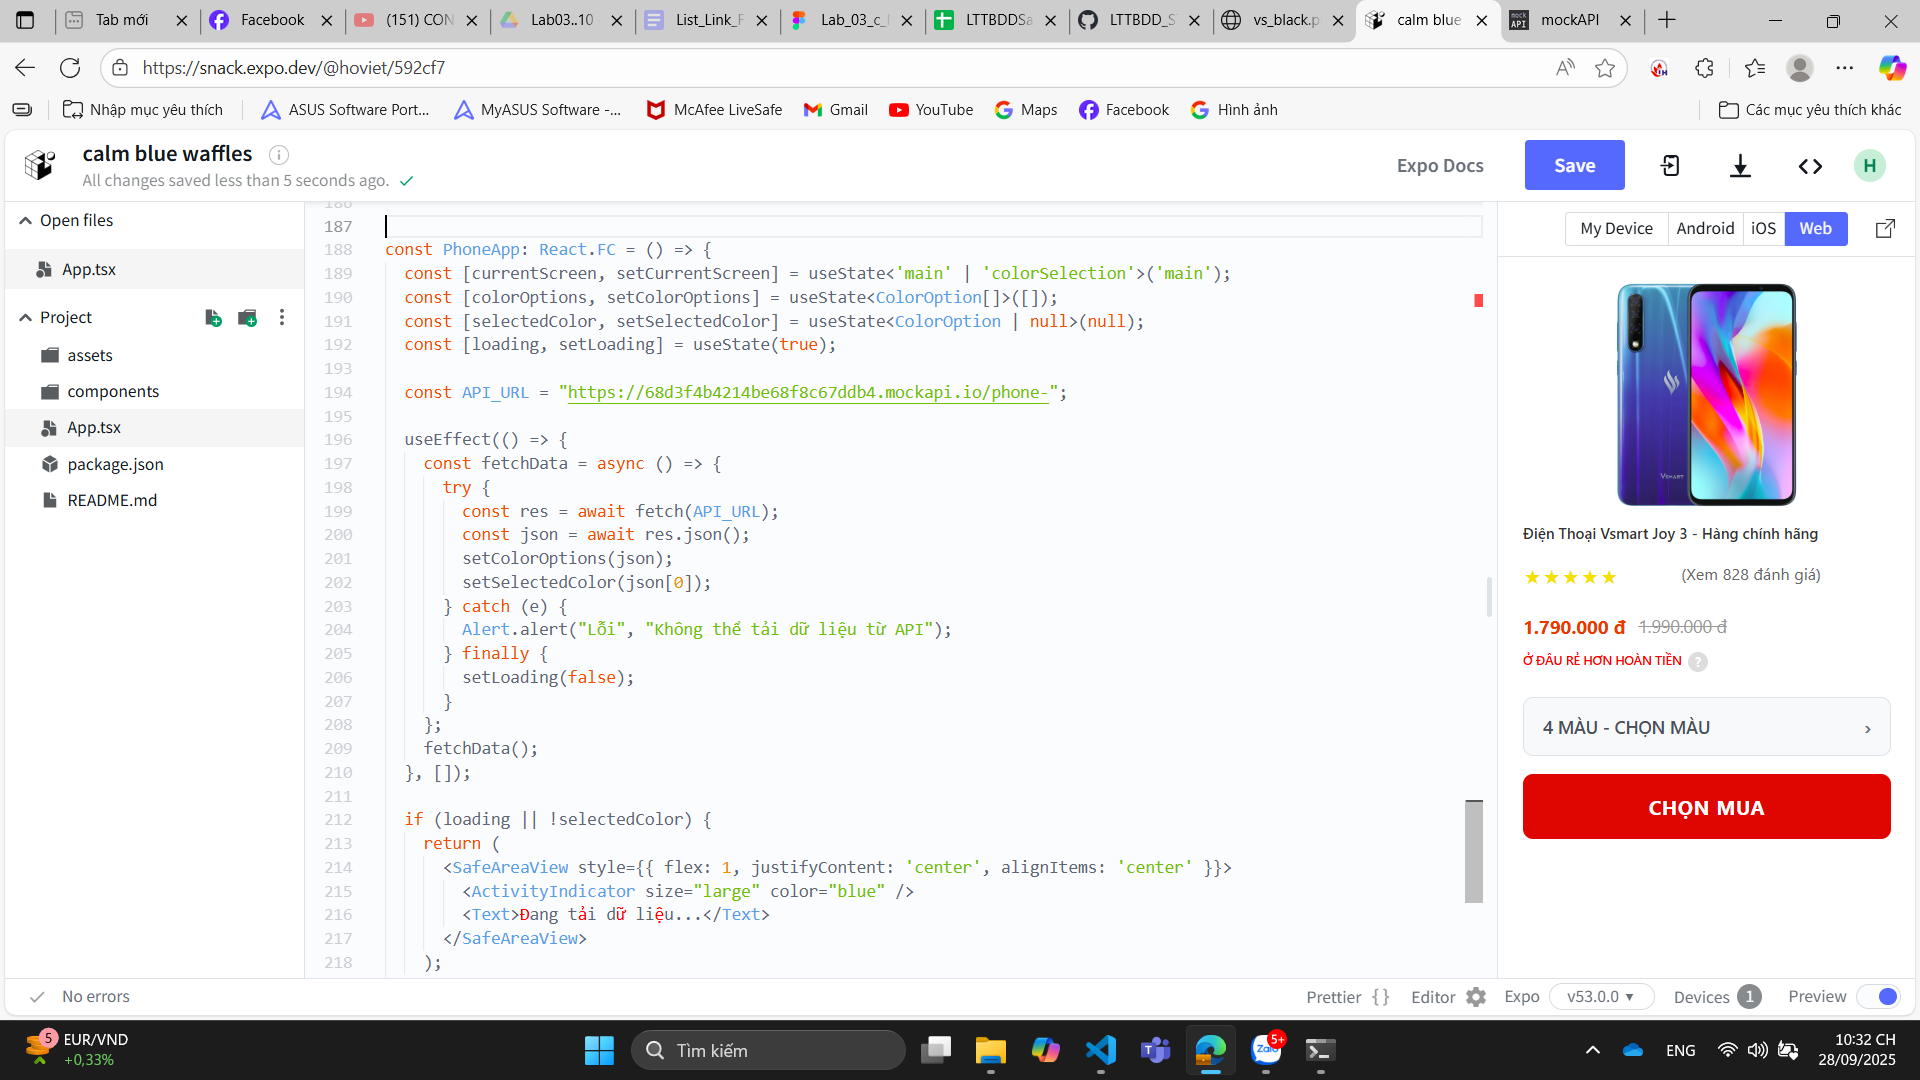 Tab mới
Facebook
(151) CON
Lab03..10
List_Link_F
Lab_03_c_
LTTBDDSa
LTTBDD_S
vs_black.p
calm blue
mockAPI
https://snack.expo.dev/@hoviet/592cf7
Nhập mục yêu thích
ASUS Software Port...
MyASUS Software -...
McAfee LiveSafe
Gmail
YouTube
Maps
Facebook
Hình ảnh
Các mục yêu thích khác
calm blue waffles
All changes saved less than 5 seconds ago.
Expo Docs
Save
H
Open files
App.tsx
Project
assets
components
App.tsx
package.json
README.md
186
187
188 const PhoneApp: React.FC = () => {
189 const [currentScreen, setCurrentScreen] = useState<'main' | 'colorSelection'>('main');
190 const [colorOptions, setColorOptions] = useState<ColorOption[]>([]);
191 const [selectedColor, setSelectedColor] = useState<ColorOption | null>(null);
192 const [loading, setLoading] = useState(true);
193
194 const API_URL = "https://68d3f4b4214be68f8c67ddb4.mockapi.io/phone-";
195
196 useEffect(() => {
197 const fetchData = async () => {
198 try {
199 const res = await fetch(API_URL);
200 const json = await res.json();
201 setColorOptions(json);
202 setSelectedColor(json[0]);
203 } catch (e) {
204 Alert.alert("Lỗi", "Không thể tải dữ liệu từ API");
205 } finally {
206 setLoading(false);
207 }
208 };
209 fetchData();
210 }, []);
211
212 if (loading || !selectedColor) {
213 return (
214 <SafeAreaView style={{ flex: 1, justifyContent: 'center', alignItems: 'center' }}>
215 <ActivityIndicator size="large" color="blue" />
216 <Text>Đang tải dữ liệu...</Text>
217 </SafeAreaView>
218 );
My Device
Android
iOS
Web
VSMART
Điện Thoại Vsmart Joy 3 - Hàng chính hãng
★★★★★ (Xem 828 đánh giá)
1.790.000 đ 1.990.000 đ
Ở ĐÂU RẺ HƠN HOÀN TIỀN ?
4 MÀU - CHỌN MÀU ›
CHỌN MUA
No errors
Prettier {}
Editor
Expo
v53.0.0 ▾
Devices 1
Preview
5
EUR/VND
+0,33%
Tìm kiếm
Zalo
5+
ENG
10:32 CH
28/09/2025